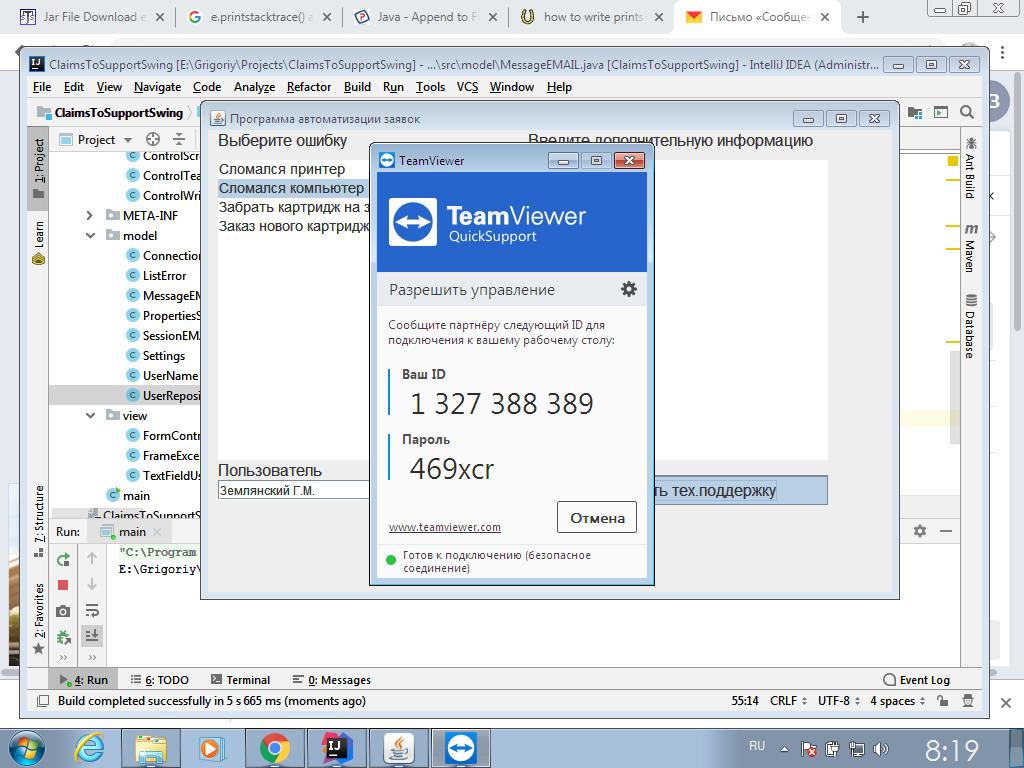 Jar File Download e
e.printstacktrace() a
Java - Append to F
how to write prints
Письмо «Сообще
ClaimsToSupportSwing [E:\Grigoriy\Projects\ClaimsToSupportSwing] - ...\src\model\MessageEMAIL.java [ClaimsToSupportSwing] - IntelliJ IDEA (Administr...
File Edit View Navigate Code Analyze Refactor Build Run Tools VCS Window Help
ClaimsToSupportSwing
Программа автоматизации заявок
1: Project
Learn
Z: Structure
2: Favorites
Project
ControlScr
ControlTea
ControlWri
META-INF
model
Connection
ListError
MessageEM
PropertiesS
SessionEM
Settings
UserName
UserReposi
view
FormContr
FrameExce
TextFieldUs
main
ClaimsToSupportS
Выберите ошибку
Введите дополнительную информацию
Сломался принтер
Сломался компьютер
Забрать картридж на з
Заказ нового картридж
Пользователь
Землянский Г.М.
ть тех.поддержку
TeamViewer
TeamViewer
QuickSupport
Разрешить управление
Сообщите партнёру следующий ID для
подключения к вашему рабочему столу:
Ваш ID
1 327 388 389
Пароль
469xcr
www.teamviewer.com
Отмена
Готов к подключению (безопасное
соединение)
Ant Build
m
Maven
Database
3
Run: main
"C:\Program
E:\Grigoriy\
4: Run 6: TODO Terminal 0: Messages Event Log
Build completed successfully in 5 s 665 ms (moments ago)
55:14 CRLF UTF-8 4 spaces
RU
8:19